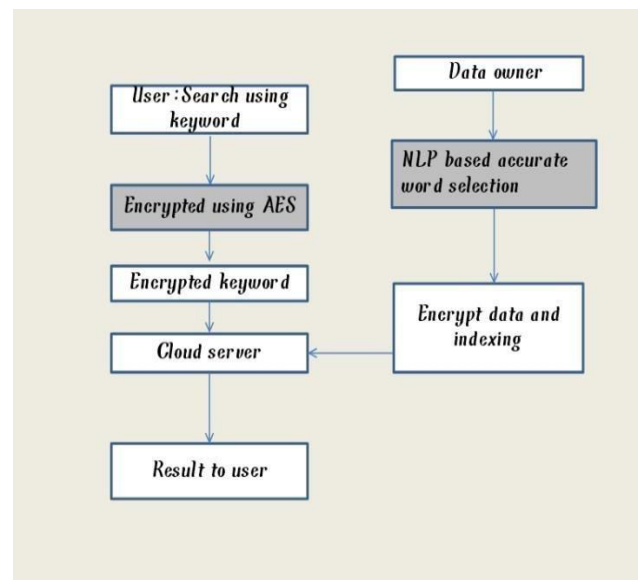 User:Search using
keyword
Encrypted using AES
Encrypted keyword
Cloud server
Result to user
Data owner
NLP based accurate
word selection
Encrypt data and
indexing